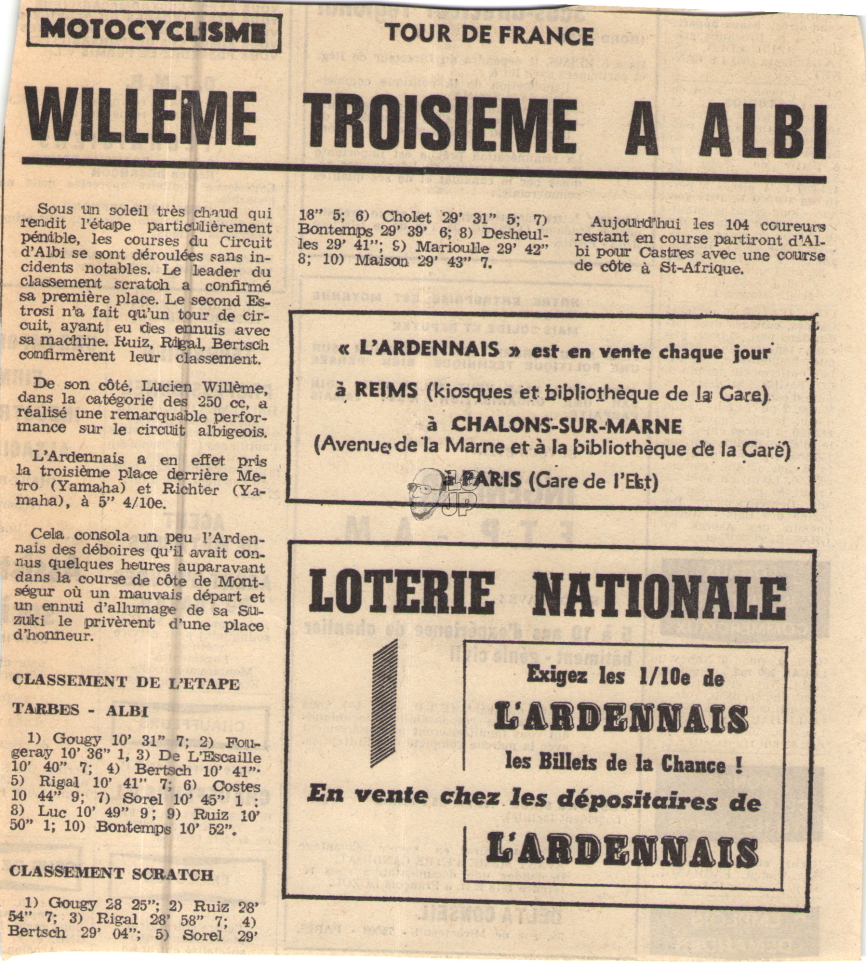 MOTOCYCLISME
TOUR DE FRANCE
WILLEME TROISIEME A ALBI
Sous un soleil très chaud qui
rendit l'étape particulièrement
pénible, les courses du Circuit
d'Albi se sont déroulées sans in-
cidents notables. Le leader du
classement scratch a confirmé
sa première place. Le second Es-
trosi n'a fait qu'un tour de cir-
cuit, ayant eu des ennuis avec
sa machine. Ruiz, Rigal, Bertsch
confirmèrent leur classement.
De son côté, Lucien Willème,
dans la catégorie des 250 cc, a
réalisé une remarquable perfor-
mance sur le circuit albigeois.
L'Ardennais a en effet pris
la troisième place derrière Me-
tro (Yamaha) et Richter (Ya-
maha), à 5" 4/10e.
Cela consola un peu l'Arden-
nais des déboires qu'il avait con-
nus quelques heures auparavant
dans la course de côte de Mont-
ségur où un mauvais départ et
un ennui d'allumage de sa Su-
zuki le privèrent d'une place
d'honneur.
CLASSEMENT DE L'ETAPE
TARBES - ALBI
1) Gougy 10' 31" 7; 2) Fou-
geray 10' 36" 1, 3) De L'Escaille
10' 40" 7; 4) Bertsch 10' 41"
5) Rigal 10' 41" 7; 6) Costes
10 44" 9; 7) Sorel 10' 45" 1 :
8) Luc 10' 49" 9; 9) Ruiz 10'
50" 1; 10) Bontemps 10' 52".
CLASSEMENT SCRATCH
1) Gougy 28 25"; 2) Ruiz 28'
54" 7; 3) Rigal 28' 58" 7; 4)
Bertsch 29' 04"; 5) Sorel 29'
18" 5; 6) Cholet 29' 31" 5; 7)
Bontemps 29' 39' 6; 8) Desheul-
les 29' 41"; 9) Marioulle 29' 42"
8; 10) Maison 29' 43" 7.
Aujourd'hui les 104 coureurs
restant en course partiront d'Al-
bi pour Castres avec une course
de côte à St-Afrique.
« L'ARDENNAIS » est en vente chaque jour
à REIMS (kiosques et bibliothèque de la Gare)
à CHALONS-SUR-MARNE
(Avenue de la Marne et à la bibliothèque de la Gare)
à PARIS (Gare de l'Est)
JP
LOTERIE NATIONALE
Exigez les 1/10e de
L'ARDENNAIS
les Billets de la Chance !
En vente chez les dépositaires de
L'ARDENNAIS